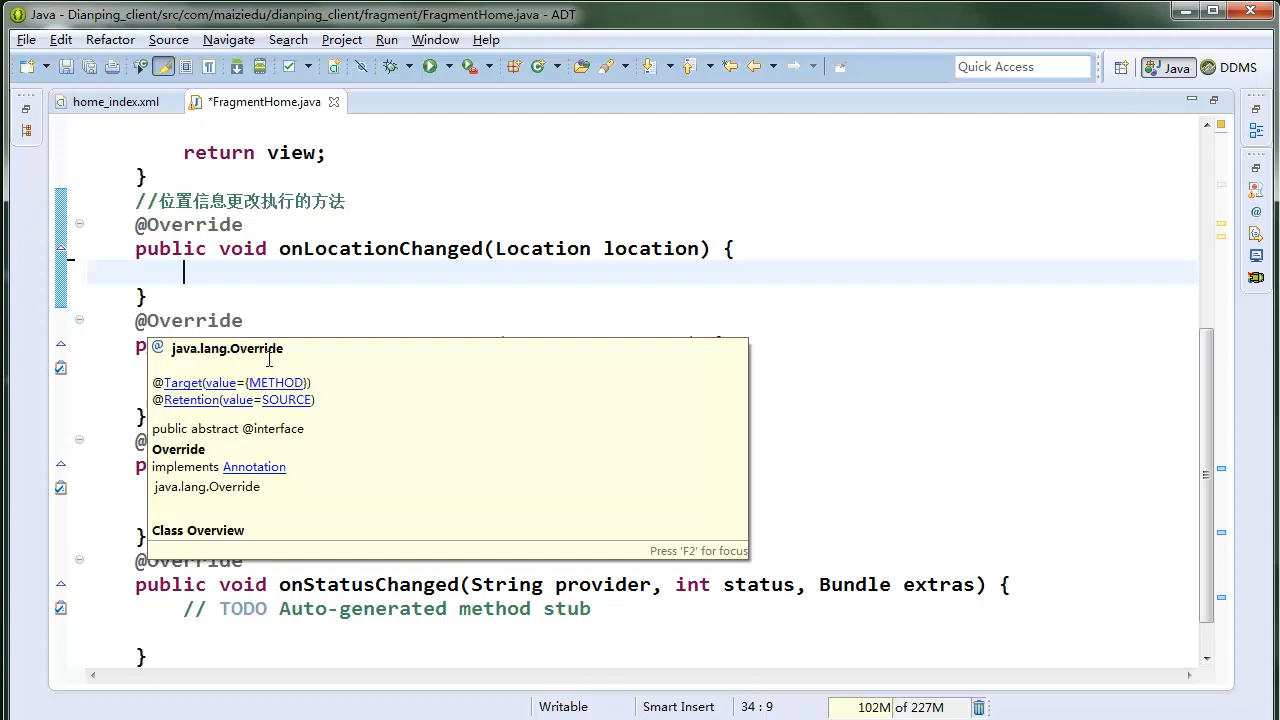 Java - Dianping_client/src/com/maiziedu/dianping_client/fragment/FragmentHome.java - ADT
File Edit Refactor Source Navigate Search Project Run Window Help
Quick Access
Java
DDMS
home_index.xml
*FragmentHome.java
return view;
}
//位置信息更改执行的方法
@Override
public void onLocationChanged(Location location) {
}
@Override
p
java.lang.Override
@Target(value={METHOD})
@Retention(value=SOURCE)
}
public abstract @interface
@
Override
p
implements Annotation
java.lang.Override
Class Overview
}
Press 'F2' for focus
@Override
public void onStatusChanged(String provider, int status, Bundle extras) {
// TODO Auto-generated method stub
}
Writable
Smart Insert
34 : 9
102M of 227M